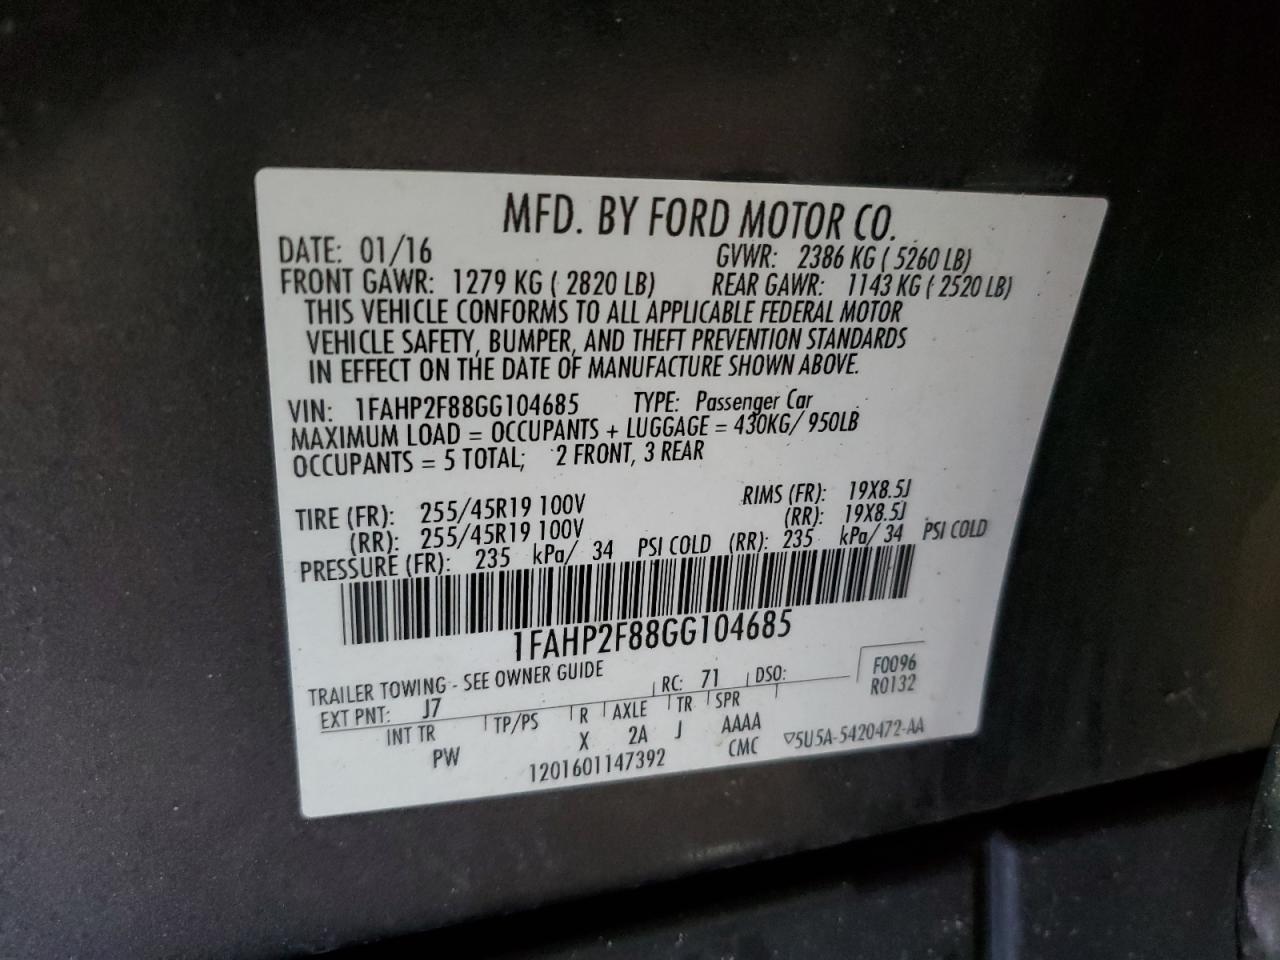 MFD. BY FORD MOTOR CO.
DATE: 01/16 GVWR: 2386 KG ( 5260 LB)
FRONT GAWR: 1279 KG ( 2820 LB) REAR GAWR: 1143 KG ( 2520 LB)
THIS VEHICLE CONFORMS TO ALL APPLICABLE FEDERAL MOTOR
VEHICLE SAFETY, BUMPER, AND THEFT PREVENTION STANDARDS
IN EFFECT ON THE DATE OF MANUFACTURE SHOWN ABOVE.
VIN: 1FAHP2F88GG104685 TYPE: Passenger Car
MAXIMUM LOAD = OCCUPANTS + LUGGAGE = 430KG/ 950LB
OCCUPANTS = 5 TOTAL; 2 FRONT, 3 REAR
TIRE (FR): 255/45R19 100V RIMS (FR): 19X8.5J
(RR): 255/45R19 100V (RR): 19X8.5J
PRESSURE (FR): 235 kPa/ 34 PSI COLD (RR): 235 kPa/ 34 PSI COLD
1FAHP2F88GG104685
TRAILER TOWING - SEE OWNER GUIDE
EXT PNT: J7 RC: 71 DSO: F0096
R0132
INT TR TP/PS R AXLE TR SPR
PW X 2A J AAAA
1201601147392 CMC ▽5U5A-5420472-AA